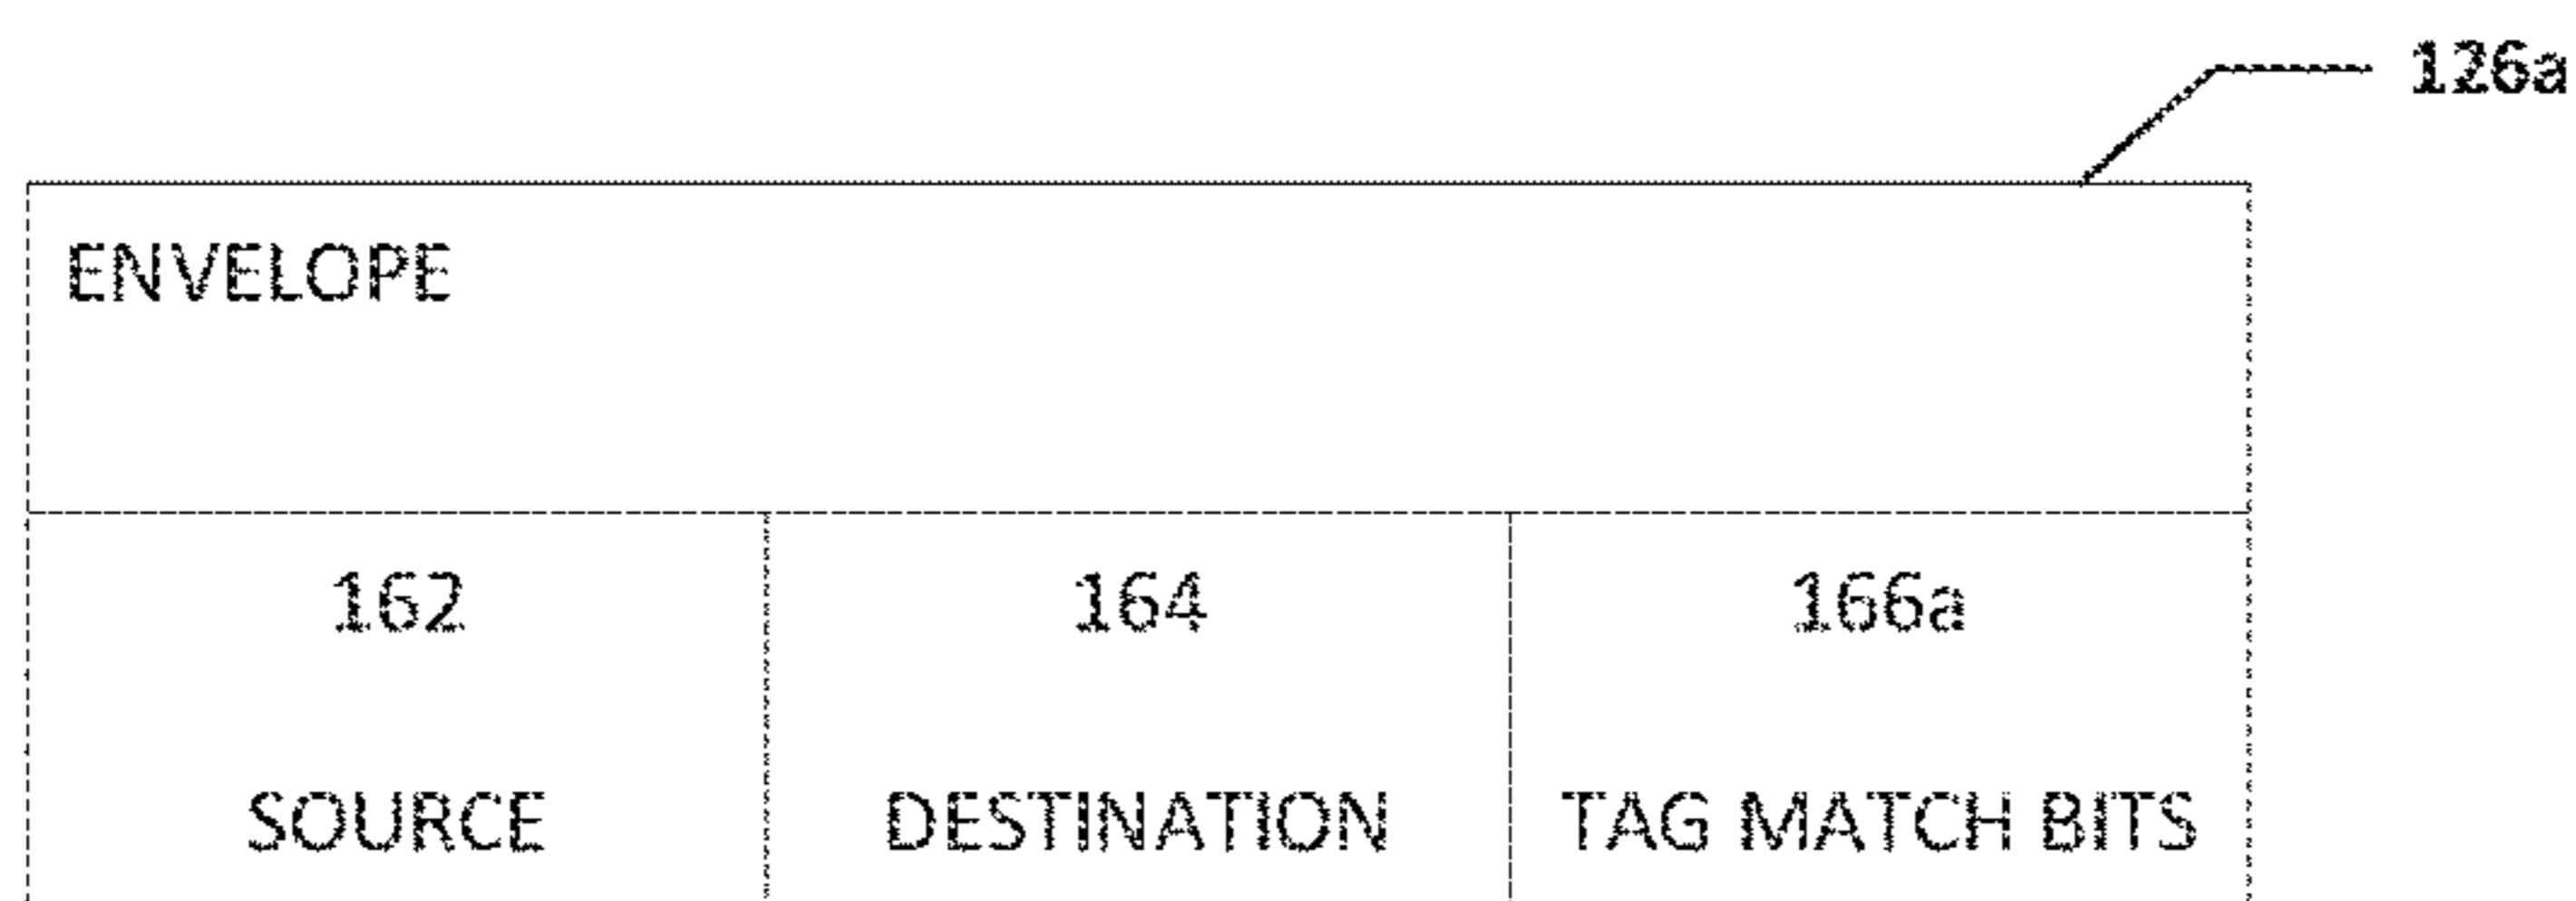 126a
ENVELOPE
162 164 166a
SOURCE DESTINATION TAG MATCH BITS